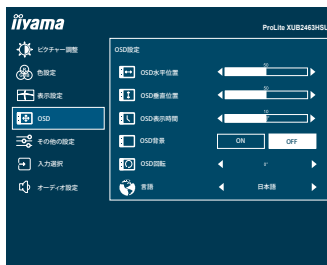 iiyama
ProLite XUB2463HSU
ピクチャー調整
色設定
表示設定
OSD
その他の設定
入力選択
オーディオ設定
OSD設定
OSD水平位置
50
OSD垂直位置
50
OSD表示時間
10
OSD背景
ON
OFF
OSD回転
0°
言語
日本語